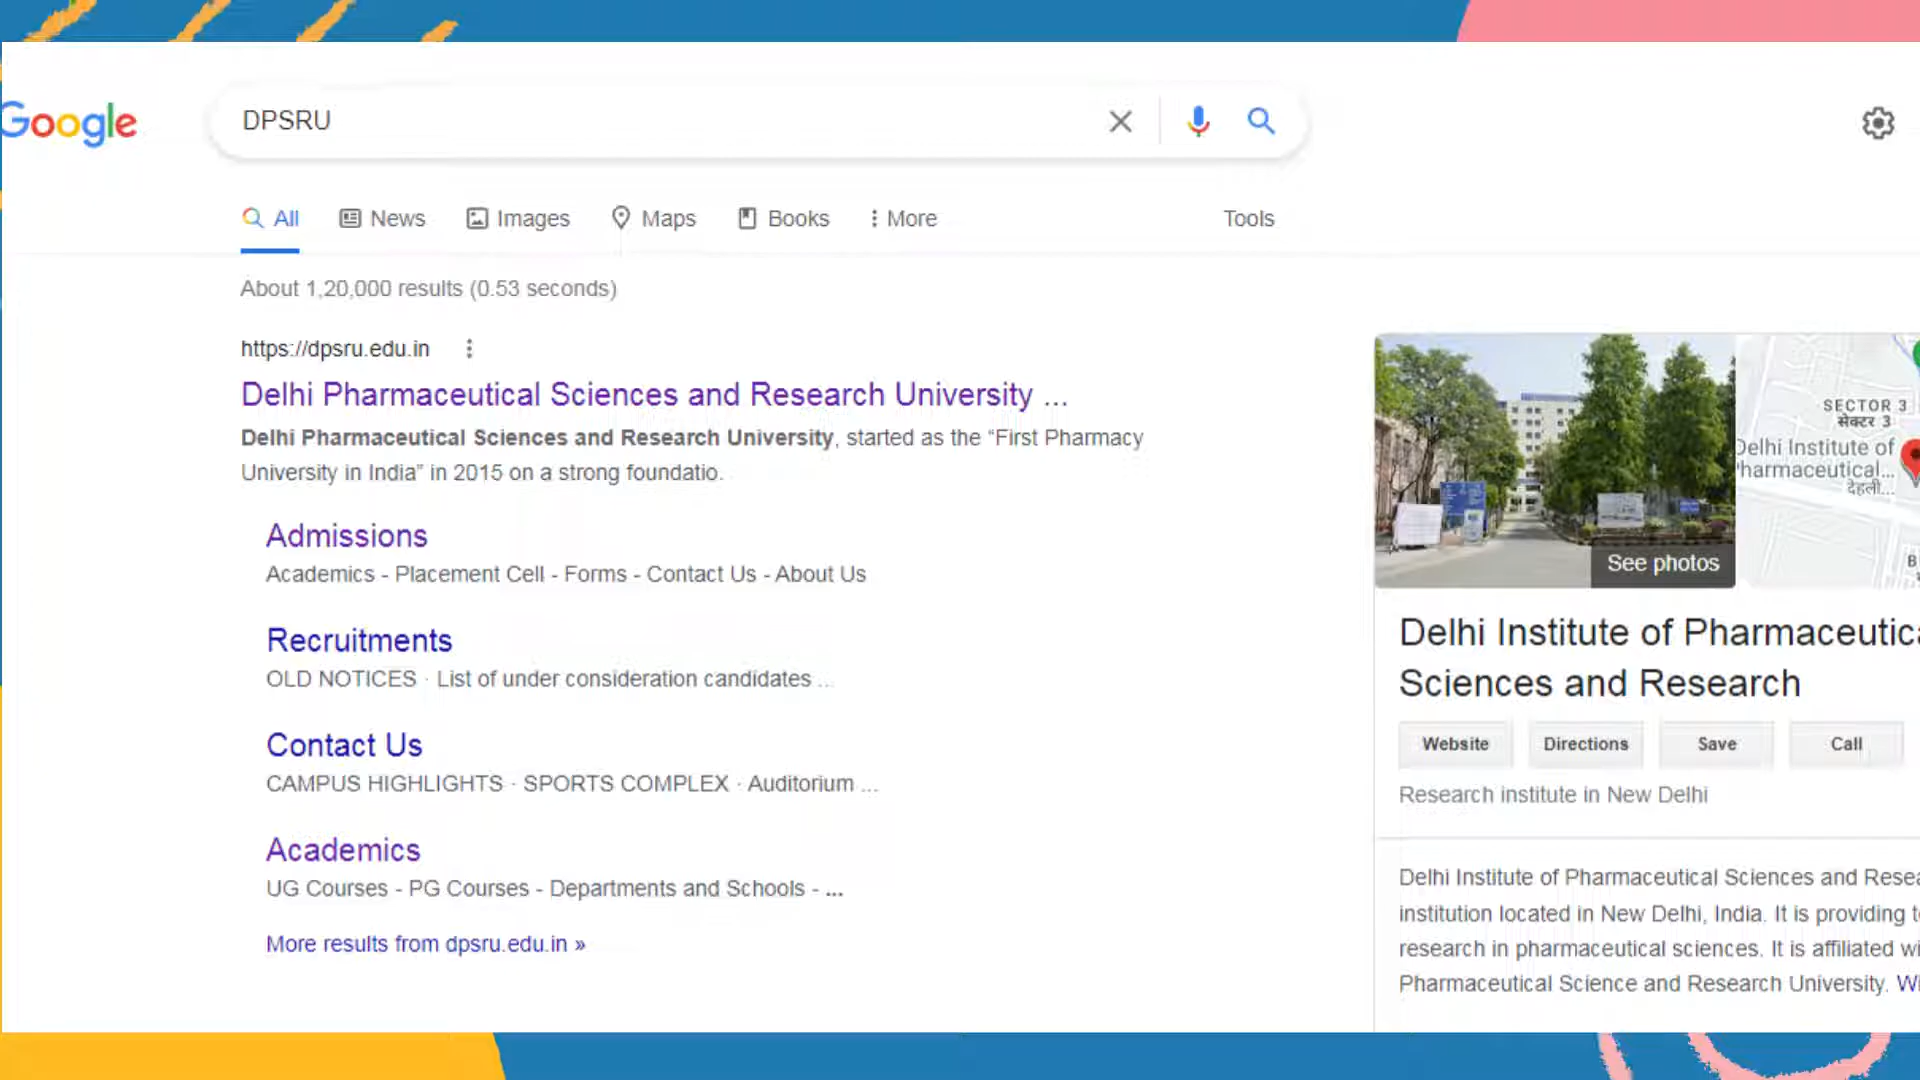 Google
DPSRU
All
News
Images
Maps
Books
More
Tools
About 1,20,000 results (0.53 seconds)
https://dpsru.edu.in
Delhi Pharmaceutical Sciences and Research University ...
Delhi Pharmaceutical Sciences and Research University, started as the “First Pharmacy
University in India” in 2015 on a strong foundatio.
Admissions
Academics - Placement Cell - Forms - Contact Us - About Us
Recruitments
OLD NOTICES · List of under consideration candidates ...
Contact Us
CAMPUS HIGHLIGHTS · SPORTS COMPLEX · Auditorium ...
Academics
UG Courses - PG Courses - Departments and Schools - ...
More results from dpsru.edu.in »
See photos
SECTOR 3
सेक्टर 3
Delhi Institute of
Pharmaceutical...
देहली...
Delhi Institute of Pharmaceutica
Sciences and Research
Website
Directions
Save
Call
Research institute in New Delhi
Delhi Institute of Pharmaceutical Sciences and Resea
institution located in New Delhi, India. It is providing t
research in pharmaceutical sciences. It is affiliated wi
Pharmaceutical Science and Research University. Wi